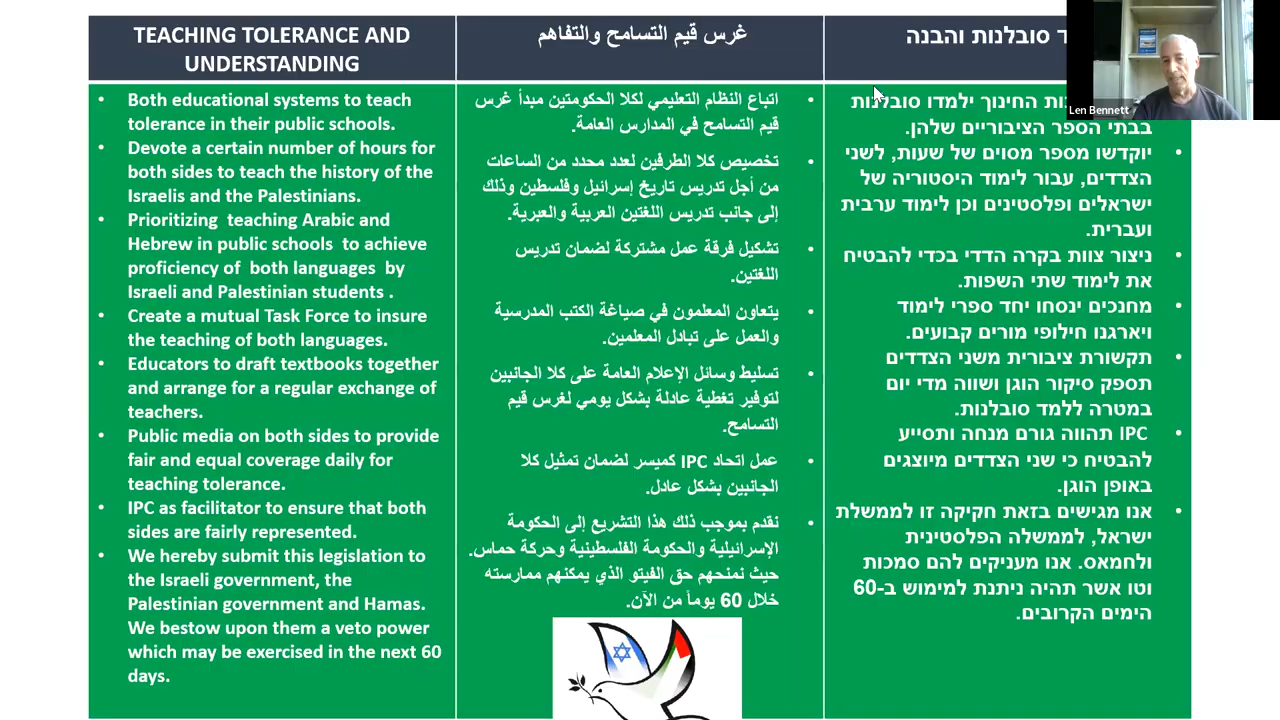 TEACHING TOLERANCE AND
UNDERSTANDING
• Both educational systems to teach
tolerance in their public schools.
• Devote a certain number of hours for
both sides to teach the history of the
Israelis and the Palestinians.
• Prioritizing teaching Arabic and
Hebrew in public schools to achieve
proficiency of both languages by
Israeli and Palestinian students .
• Create a mutual Task Force to insure
the teaching of both languages.
• Educators to draft textbooks together
and arrange for a regular exchange of
teachers.
• Public media on both sides to provide
fair and equal coverage daily for
teaching tolerance.
• IPC as facilitator to ensure that both
sides are fairly represented.
• We hereby submit this legislation to
the Israeli government, the
Palestinian government and Hamas.
We bestow upon them a veto power
which may be exercised in the next 60
days.
غرس قيم التسامح والتفاهم
• اتباع النظام التعليمي لكلا الحكومتين مبدأ غرس
قيم التسامح في المدارس العامة.
• تخصيص كلا الطرفين لعدد محدد من الساعات
من أجل تدريس تاريخ إسرائيل وفلسطين وذلك
إلى جانب تدريس اللغتين العربية والعبرية.
• تشكيل فرقة عمل مشتركة لضمان تدريس
اللغتين.
• يتعاون المعلمون في صياغة الكتب المدرسية
والعمل على تبادل المعلمين.
• تسليط وسائل الإعلام العامة على كلا الجانبين
لتوفير تغطية عادلة بشكل يومي لغرس قيم
التسامح.
• عمل اتحاد IPC كميسر لضمان تمثيل كلا
الجانبين بشكل عادل.
• نقدم بموجب ذلك هذا التشريع إلى الحكومة
الإسرائيلية والحكومة الفلسطينية وحركة حماس.
حيث نمنحهم حق الفيتو الذي يمكنهم ممارسته
خلال 60 يوماً من الآن.
סובלנות והבנה
החינוך ילמדו סובלנות
בבתי הספר הציבוריים שלהן.
• יוקדשו מספר מסוים של שעות, לשני
הצדדים, עבור לימוד היסטוריה של
ישראלים ופלסטינים וכן לימוד ערבית
ועברית.
• ניצור צוות בקרה הדדי בכדי להבטיח
את לימוד שתי השפות.
• מחנכים ינסחו יחד ספרי לימוד
ויארגנו חילופי מורים קבועים.
• תקשורת ציבורית משני הצדדים
תספק סיקור הוגן ושווה מדי יום
במטרה ללמד סובלנות.
• IPC תהווה גורם מנחה ותסייע
להבטיח כי שני הצדדים מיוצגים
באופן הוגן.
• אנו מגישים בזאת חקיקה זו לממשלת
ישראל, לממשלה הפלסטינית
ולחמאס. אנו מעניקים להם סמכות
וטו אשר תהיה ניתנת למימוש ב-60
הימים הקרובים.
Len Bennett